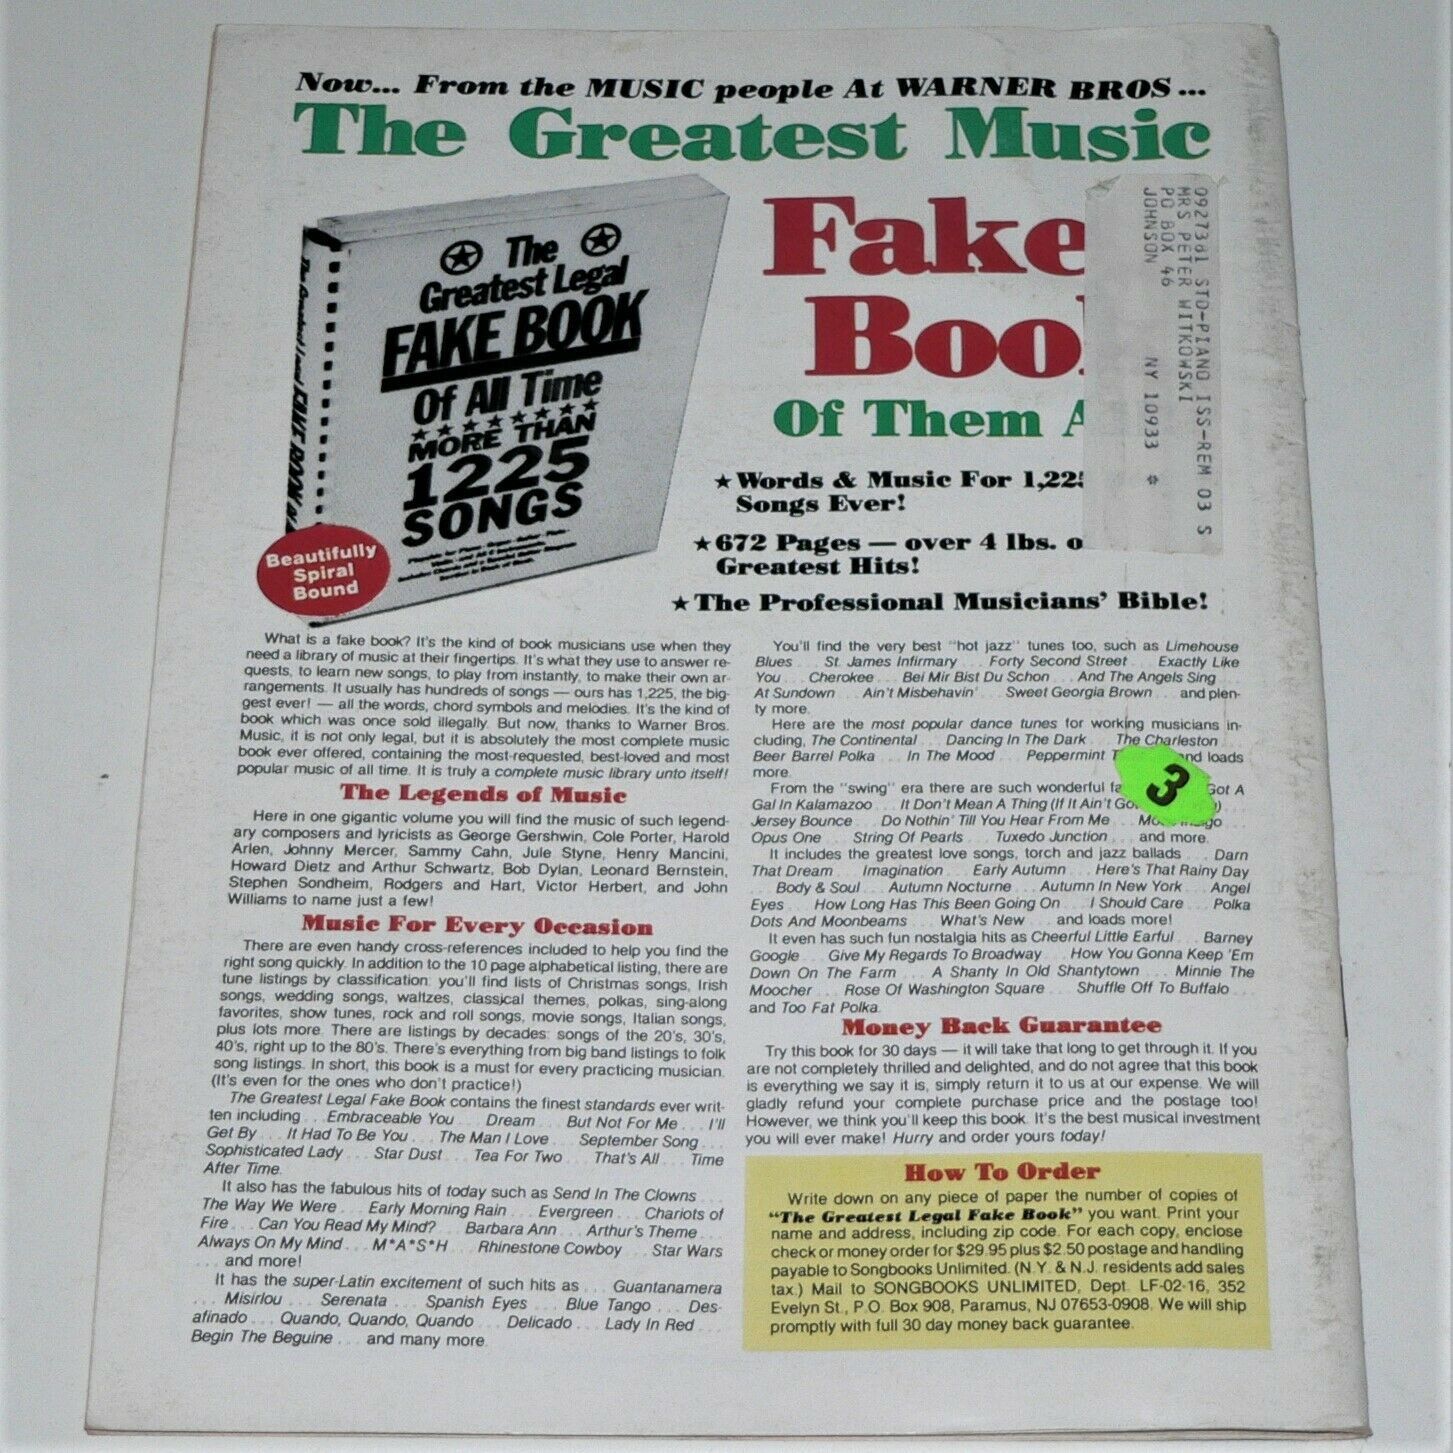 Now... From the MUSIC people At WARNER BROS...
The Greatest Music
Fake
Boo
Of Them A
★Words & Music For 1,22
Songs Ever!
★672 Pages — over 4 lbs. o
Greatest Hits!
★The Professional Musicians' Bible!
0927381 STD-PIANO ISS-REM 03 S
MRS PETER WITKOWSKI
PO BOX 46
JOHNSON NY 10933 *
The
Greatest Legal
FAKE BOOK
Of All Time
MORE THAN
1225
SONGS
Beautifully
Spiral
Bound
What is a fake book? It's the kind of book musicians use when they
need a library of music at their fingertips. It's what they use to answer re-
quests, to learn new songs, to play from instantly, to make their own ar-
rangements. It usually has hundreds of songs — ours has 1,225, the big-
gest ever! — all the words, chord symbols and melodies. It's the kind of
book which was once sold illegally. But now, thanks to Warner Bros.
Music, it is not only legal, but it is absolutely the most complete music
book ever offered, containing the most-requested, best-loved and most
popular music of all time. It is truly a complete music library unto itself!
The Legends of Music
Here in one gigantic volume you will find the music of such legend-
ary composers and lyricists as George Gershwin, Cole Porter, Harold
Arlen, Johnny Mercer, Sammy Cahn, Jule Styne, Henry Mancini,
Howard Dietz and Arthur Schwartz, Bob Dylan, Leonard Bernstein,
Stephen Sondheim, Rodgers and Hart, Victor Herbert, and John
Williams to name just a few!
Music For Every Occasion
There are even handy cross-references included to help you find the
right song quickly. In addition to the 10 page alphabetical listing, there are
tune listings by classification: you'll find lists of Christmas songs, Irish
songs, wedding songs, waltzes, classical themes, polkas, sing-along
favorites, show tunes, rock and roll songs, movie songs, Italian songs,
plus lots more. There are listings by decades: songs of the 20's, 30's,
40's, right up to the 80's. There's everything from big band listings to folk
song listings. In short, this book is a must for every practicing musician.
(It's even for the ones who don't practice!)
The Greatest Legal Fake Book contains the finest standards ever writ-
ten including... Embraceable You... Dream... But Not For Me... I'll
Get By... It Had To Be You... The Man I Love... September Song...
Sophisticated Lady... Star Dust... Tea For Two... That's All... Time
After Time.
It also has the fabulous hits of today such as Send In The Clowns...
The Way We Were... Early Morning Rain... Evergreen... Chariots of
Fire... Can You Read My Mind?... Barbara Ann... Arthur's Theme...
Always On My Mind... M*A*S*H... Rhinestone Cowboy... Star Wars
... and more!
It has the super-Latin excitement of such hits as... Guantanamera
... Misirlou... Serenata... Spanish Eyes... Blue Tango... Des-
afinado... Quando, Quando, Quando... Delicado... Lady In Red...
Begin The Beguine... and many more.
You'll find the very best "hot jazz" tunes too, such as Limehouse
Blues... St. James Infirmary... Forty Second Street... Exactly Like
You... Cherokee... Bei Mir Bist Du Schon... And The Angels Sing...
At Sundown... Ain't Misbehavin'... Sweet Georgia Brown... and plen-
ty more.
Here are the most popular dance tunes for working musicians in-
cluding, The Continental... Dancing In The Dark... The Charleston...
Beer Barrel Polka... In The Mood... Peppermint T nd loads
more.
From the "swing" era there are such wonderful fa Got A
Gal In Kalamazoo... It Don't Mean A Thing (If It Ain't Go )
Jersey Bounce... Do Nothin' Till You Hear From Me... Mo Indigo...
Opus One... String Of Pearls... Tuxedo Junction... and more.
It includes the greatest love songs, torch and jazz ballads... Darn
That Dream... Imagination... Early Autumn... Here's That Rainy Day
... Body & Soul... Autumn Nocturne... Autumn In New York... Angel
Eyes... How Long Has This Been Going On... I Should Care... Polka
Dots And Moonbeams... What's New... and loads more!
It even has such fun nostalgia hits as Cheerful Little Earful... Barney
Google... Give My Regards To Broadway... How You Gonna Keep 'Em
Down On The Farm... A Shanty In Old Shantytown... Minnie The
Moocher... Rose Of Washington Square... Shuffle Off To Buffalo...
and Too Fat Polka.
3
Money Back Guarantee
Try this book for 30 days — it will take that long to get through it. If you
are not completely thrilled and delighted, and do not agree that this book
is everything we say it is, simply return it to us at our expense. We will
gladly refund your complete purchase price and the postage too!
However, we think you'll keep this book. It's the best musical investment
you will ever make! Hurry and order yours today!
How To Order
Write down on any piece of paper the number of copies of
"The Greatest Legal Fake Book" you want. Print your
name and address, including zip code. For each copy, enclose
check or money order for $29.95 plus $2.50 postage and handling
payable to Songbooks Unlimited. (N.Y. & N.J. residents add sales
tax.) Mail to SONGBOOKS UNLIMITED, Dept. LF-02-16, 352
Evelyn St., P.O. Box 908, Paramus, NJ 07653-0908. We will ship
promptly with full 30 day money back guarantee.